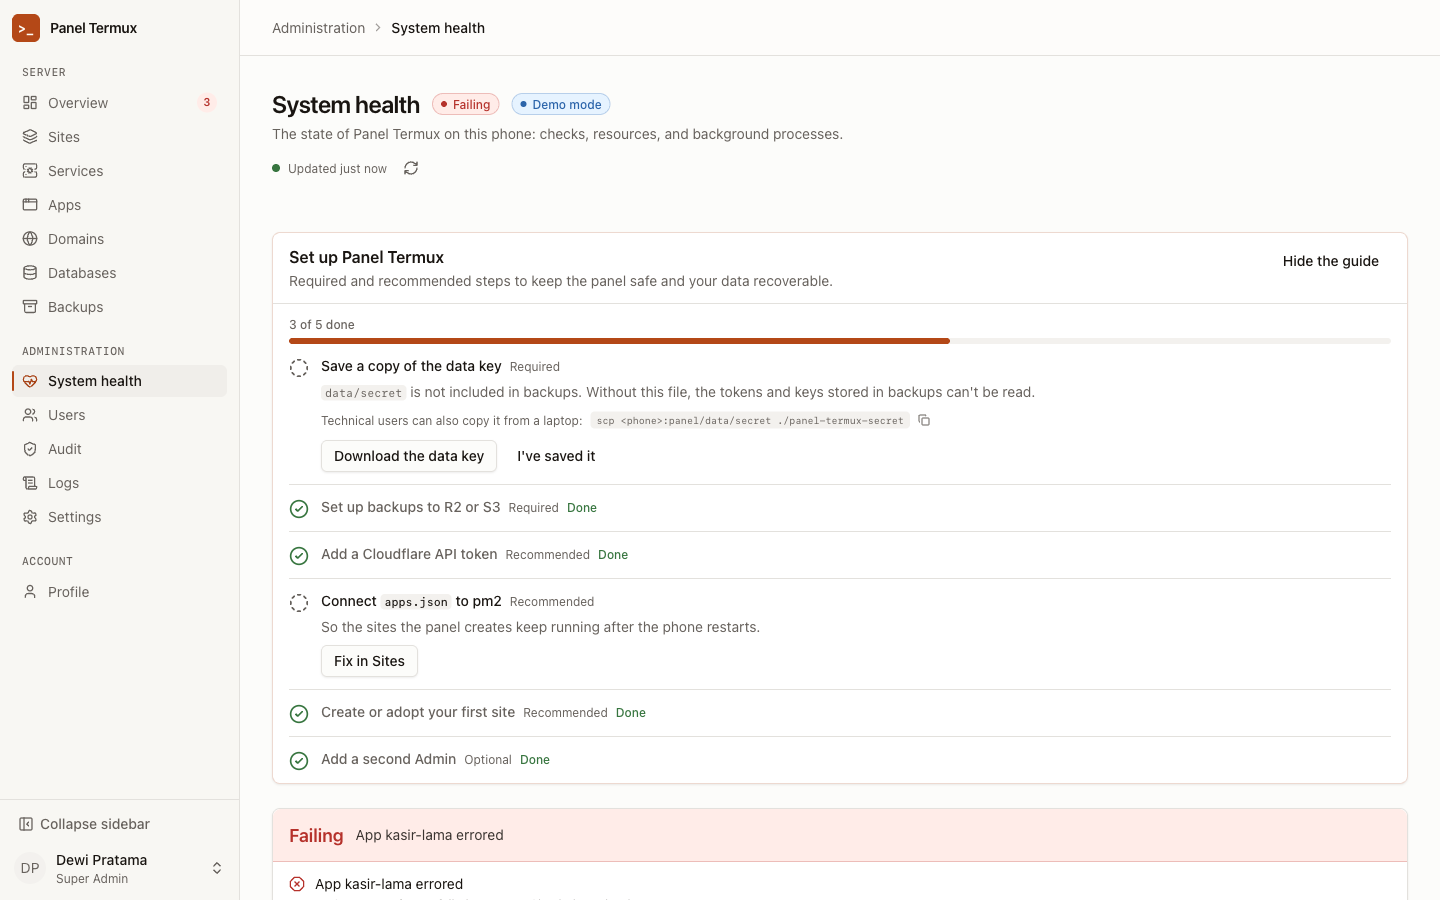 >_ Panel Termux
SERVER
Overview 3
Sites
Services
Apps
Domains
Databases
Backups
ADMINISTRATION
System health
Users
Audit
Logs
Settings
ACCOUNT
Profile
Collapse sidebar
DP Dewi Pratama
Super Admin
Administration > System health
System health Failing Demo mode
The state of Panel Termux on this phone: checks, resources, and background processes.
Updated just now
Set up Panel Termux
Hide the guide
Required and recommended steps to keep the panel safe and your data recoverable.
3 of 5 done
Save a copy of the data key Required
data/secret is not included in backups. Without this file, the tokens and keys stored in backups can't be read.
Technical users can also copy it from a laptop: scp <phone>:panel/data/secret ./panel-termux-secret
Download the data key I've saved it
Set up backups to R2 or S3 Required Done
Add a Cloudflare API token Recommended Done
Connect apps.json to pm2 Recommended
So the sites the panel creates keep running after the phone restarts.
Fix in Sites
Create or adopt your first site Recommended Done
Add a second Admin Optional Done
Failing App kasir-lama errored
App kasir-lama errored